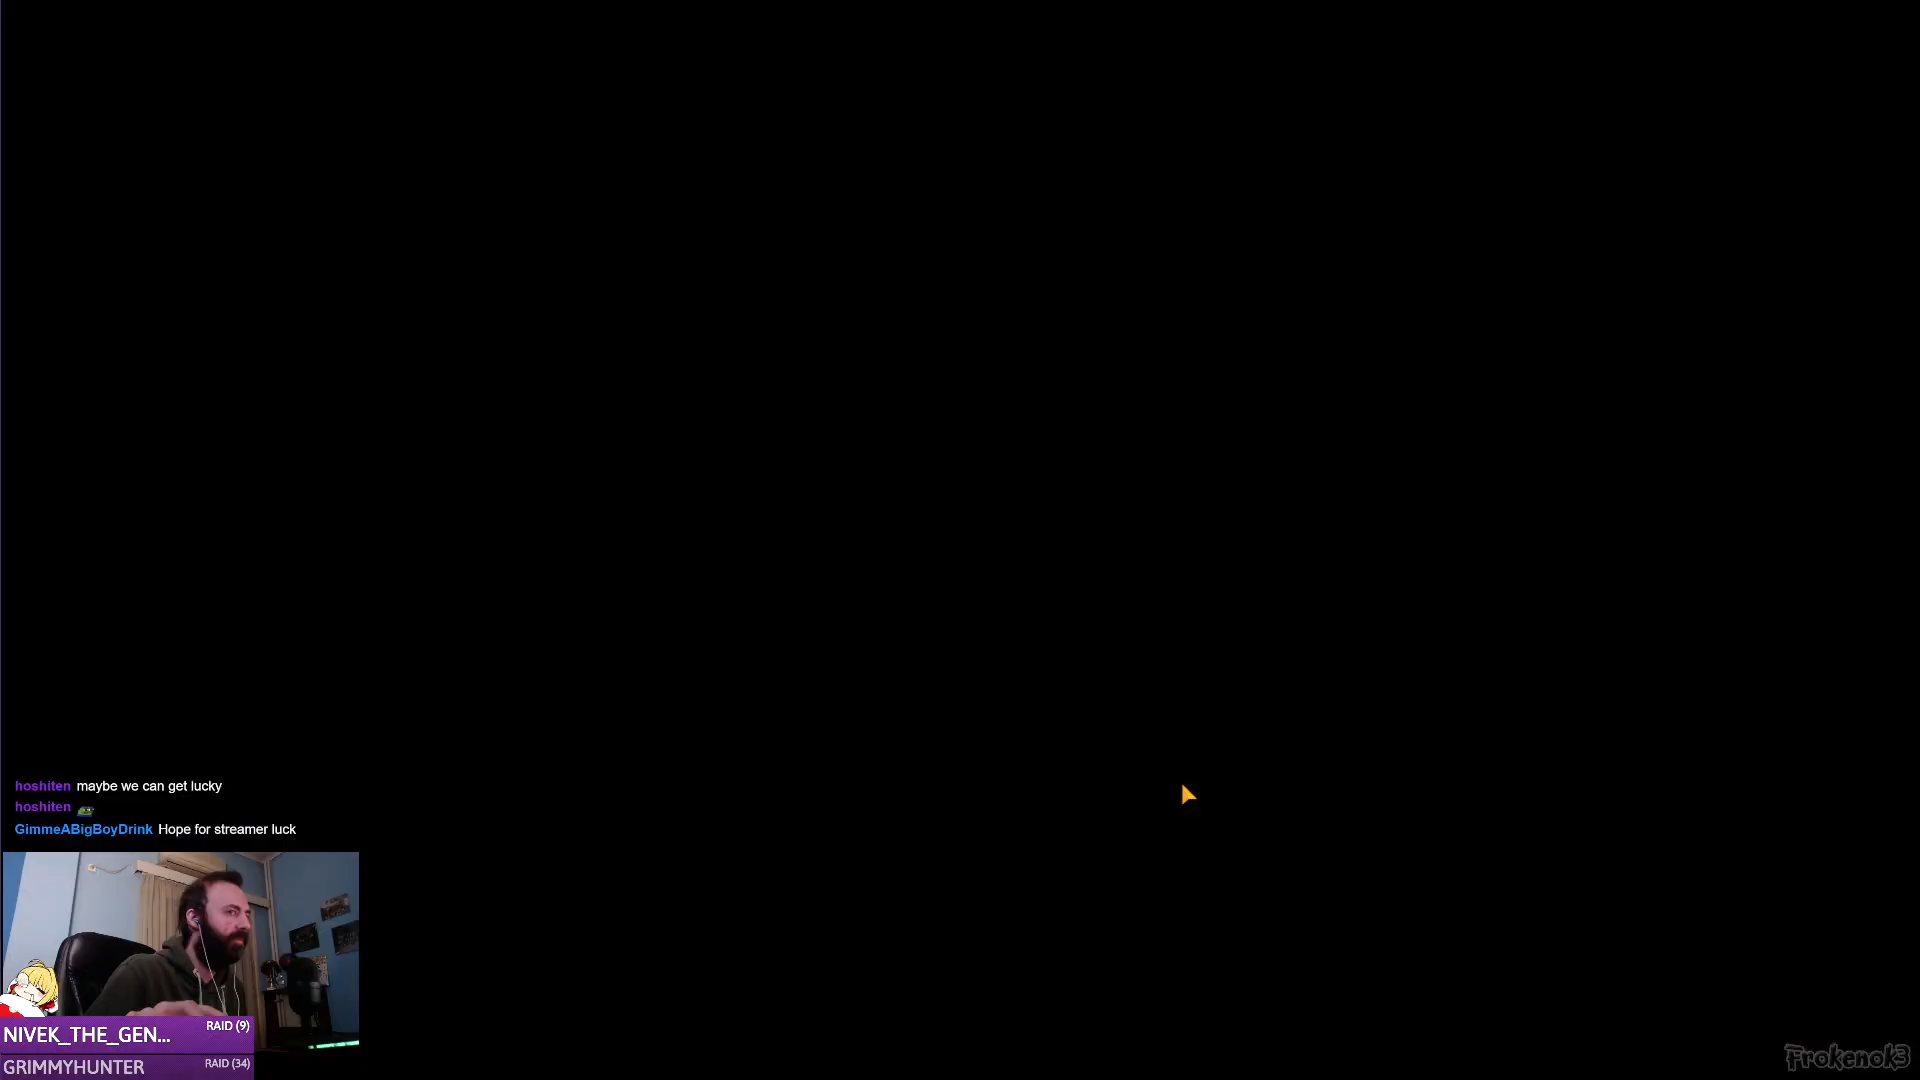 hoshiten maybe we can get lucky
hoshiten
GimmeABigBoyDrink Hope for streamer luck
NIVEK_THE_GEN... RAID (9)
GRIMMYHUNTER RAID (34)
Frokenok3